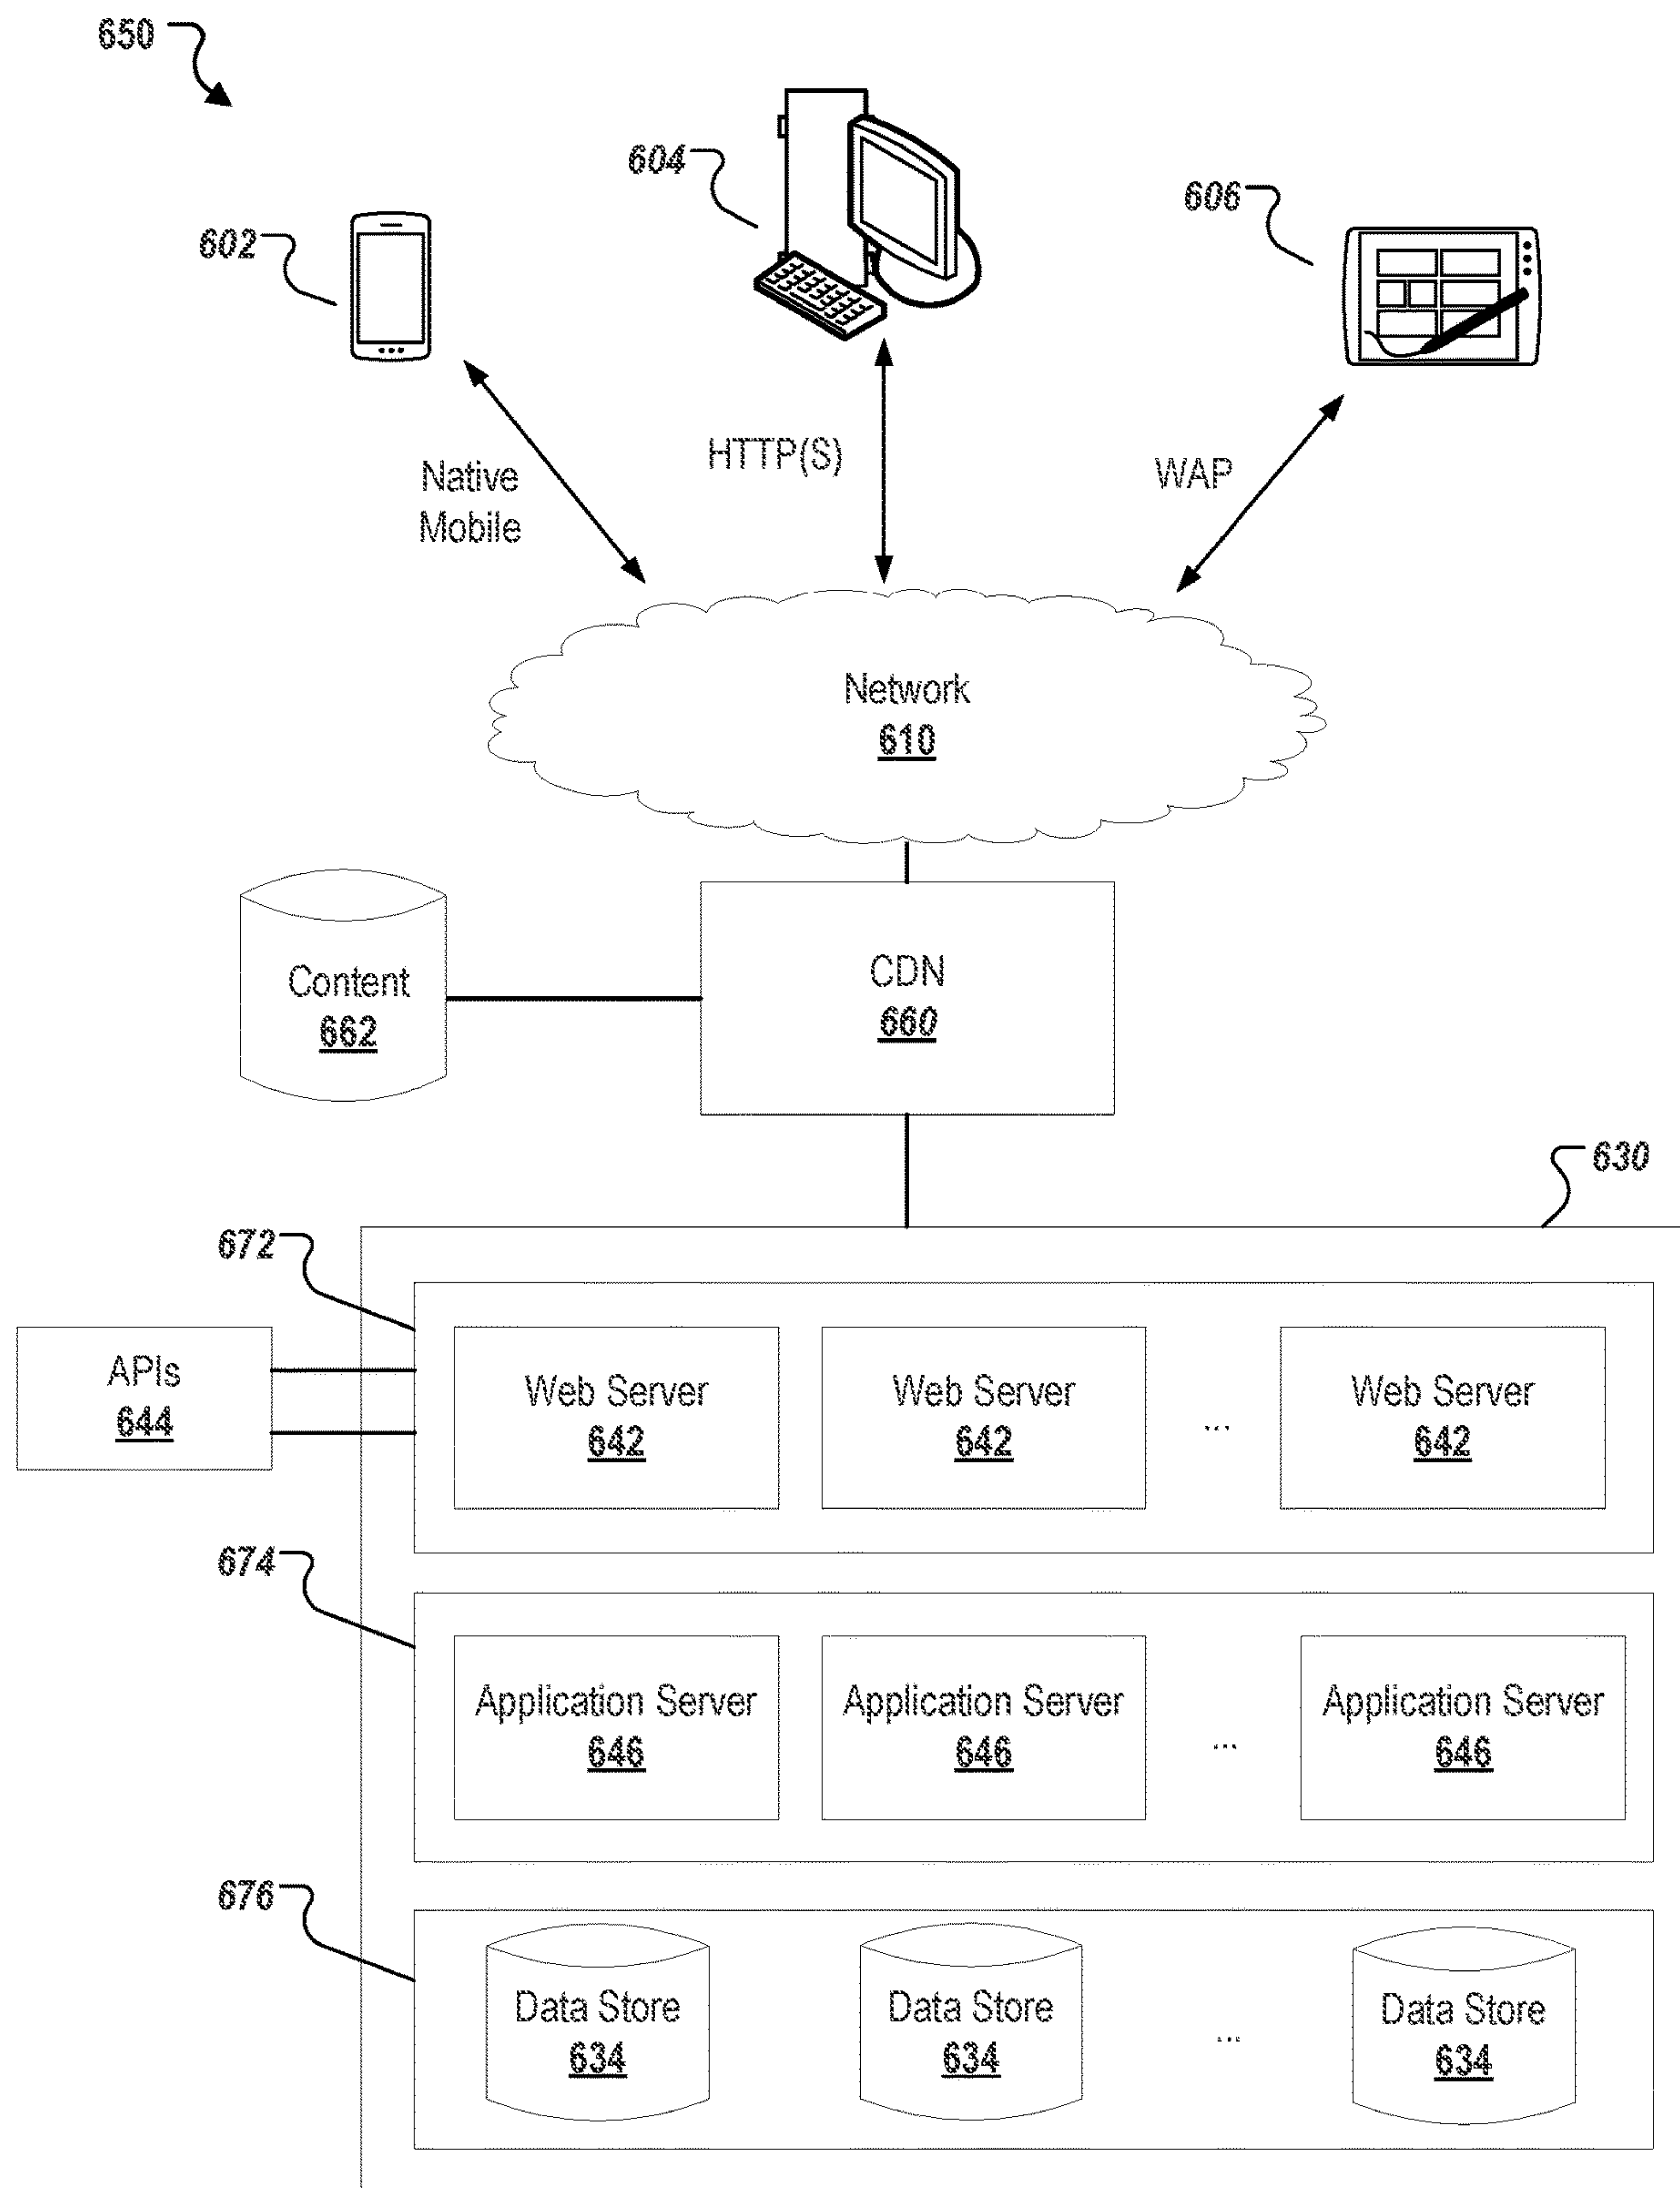 650
604
606
602
HTTP(S)
WAP
Native
Mobile
Network
610
CDN
660
Content
662
630
672
APIs
644
Web Server
642
Web Server
642
...
Web Server
642
674
Application Server
646
Application Server
646
...
Application Server
646
676
Data Store
634
Data Store
634
...
Data Store
634